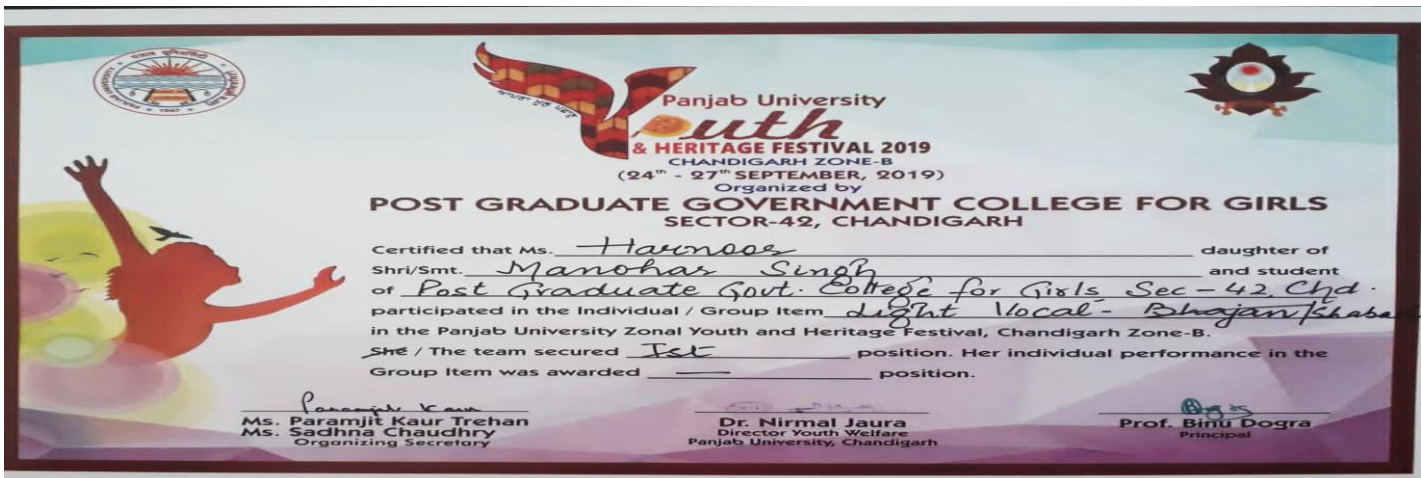 Panjab University
Youth
& HERITAGE FESTIVAL 2019
CHANDIGARH ZONE-B
(24th - 27th SEPTEMBER, 2019)
Organized by
POST GRADUATE GOVERNMENT COLLEGE FOR GIRLS
SECTOR-42, CHANDIGARH
Certified that Ms. Harnoor daughter of
Shri/Smt. Manohar Singh and student
of Post Graduate Govt. College for Girls Sec-42, Chd.
participated in the Individual / Group Item Light Vocal - Bhajan/Shabad
in the Panjab University Zonal Youth and Heritage Festival, Chandigarh Zone-B.
She / The team secured Ist position. Her individual performance in the
Group Item was awarded — position.
Paramjit Kaur
Ms. Paramjit Kaur Trehan Dr. Nirmal Jaura Prof. Binu Dogra
Ms. Sadhna Chaudhry Director Youth Welfare Principal
Organizing Secretary Panjab University, Chandigarh